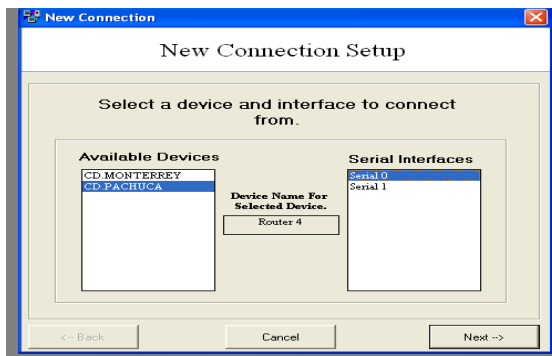 New Connection
New Connection Setup
Select a device and interface to connect
from.
Available Devices
CD.MONTERREY
CD.PACHUCA
Device Name For
Selected Device.
Router 4
Serial Interfaces
Serial 0
Serial 1
<-- Back
Cancel
Next -->